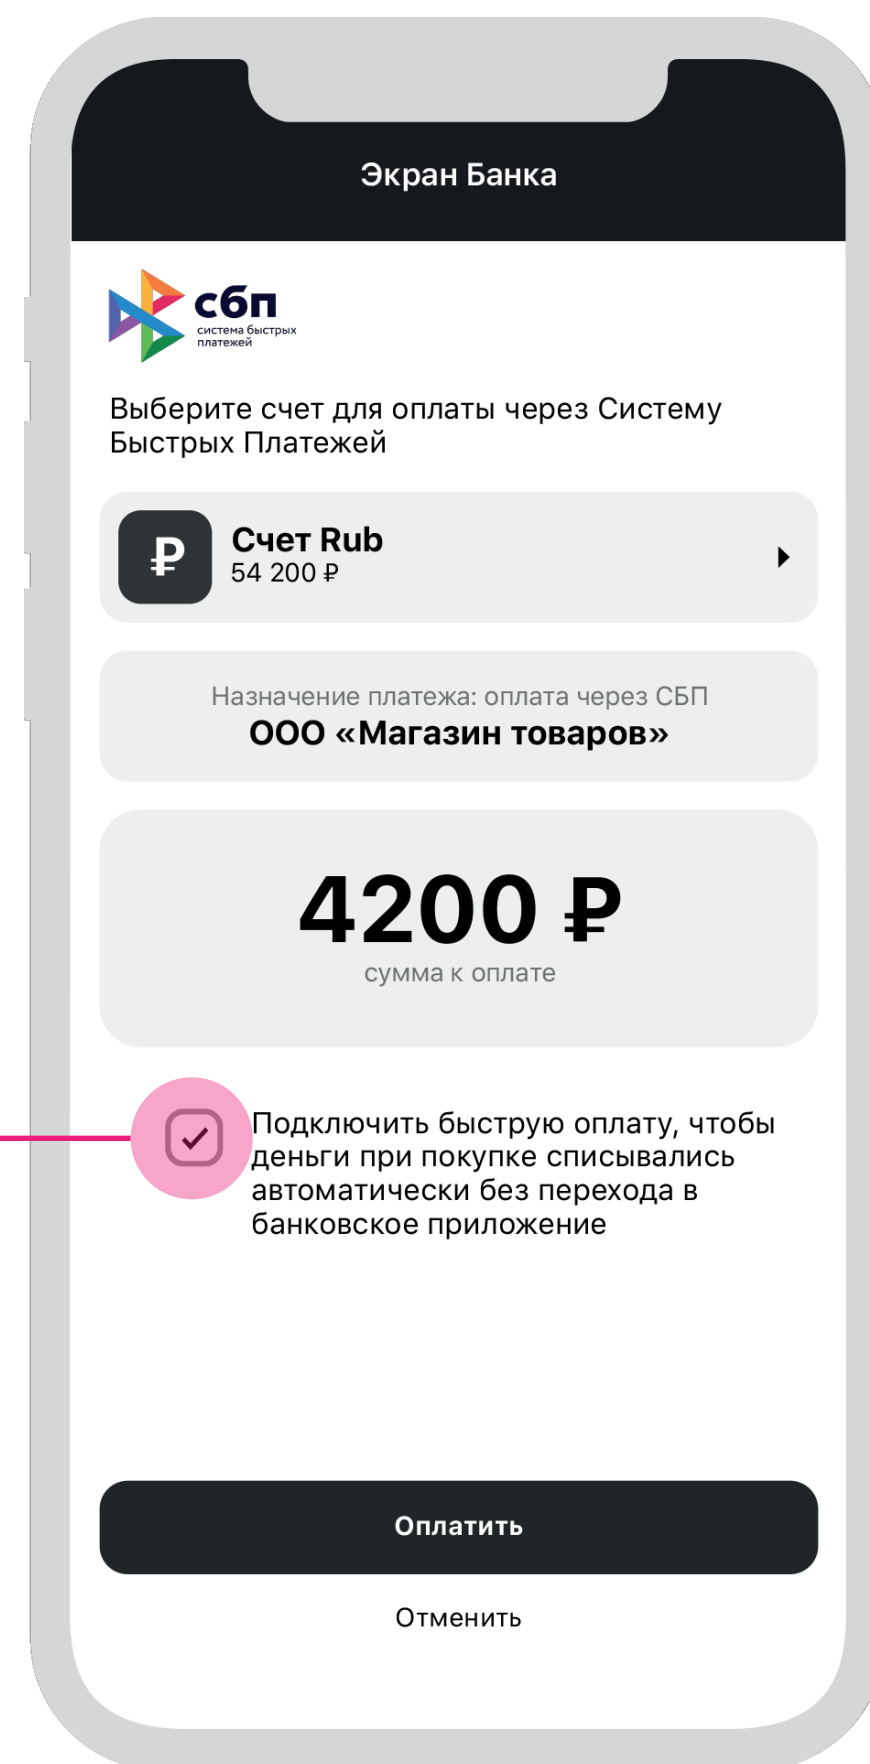 Экран Банка
сбп
система быстрых
платежей
Выберите счет для оплаты через Систему
Быстрых Платежей
₽
Счет Rub
54 200 ₽
Назначение платежа: оплата через СБП
ООО «Магазин товаров»
4200 ₽
сумма к оплате
Подключить быструю оплату, чтобы
деньги при покупке списывались
автоматически без перехода в
банковское приложение
Оплатить
Отменить